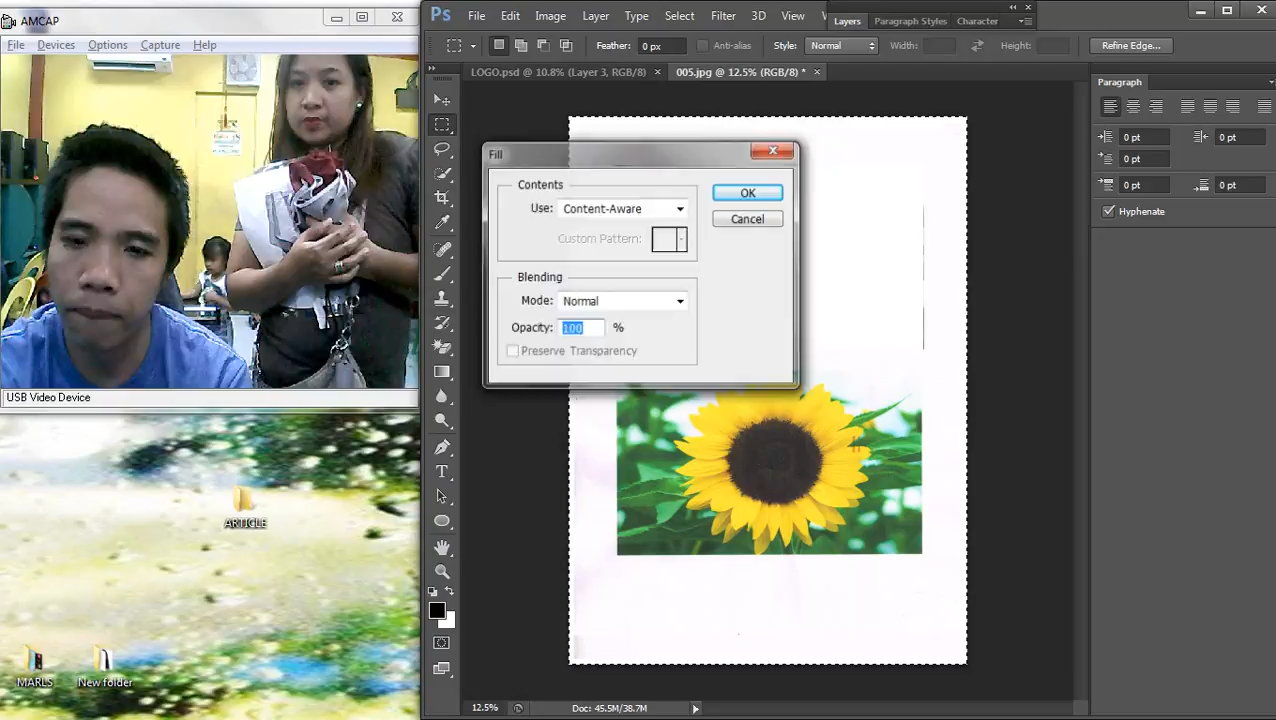 AMCAP
File Devices Options Capture Help
USB Video Device
ARTICLE
MARLS
New folder
Ps File Edit Image Layer Type Select Filter 3D View
Layers Paragraph Styles Character
Feather: 0 px Anti-alias Style: Normal Width: Height: Refine Edge...
LOGO.psd @ 10.8% (Layer 3, RGB/8) × 005.jpg @ 12.5% (RGB/8) * ×
Fill
Contents
Use: Content-Aware
Custom Pattern:
Blending
Mode: Normal
Opacity: 100 %
Preserve Transparency
OK
Cancel
Paragraph
0 pt 0 pt
0 pt
0 pt 0 pt
Hyphenate
12.5% Doc: 45.5M/38.7M